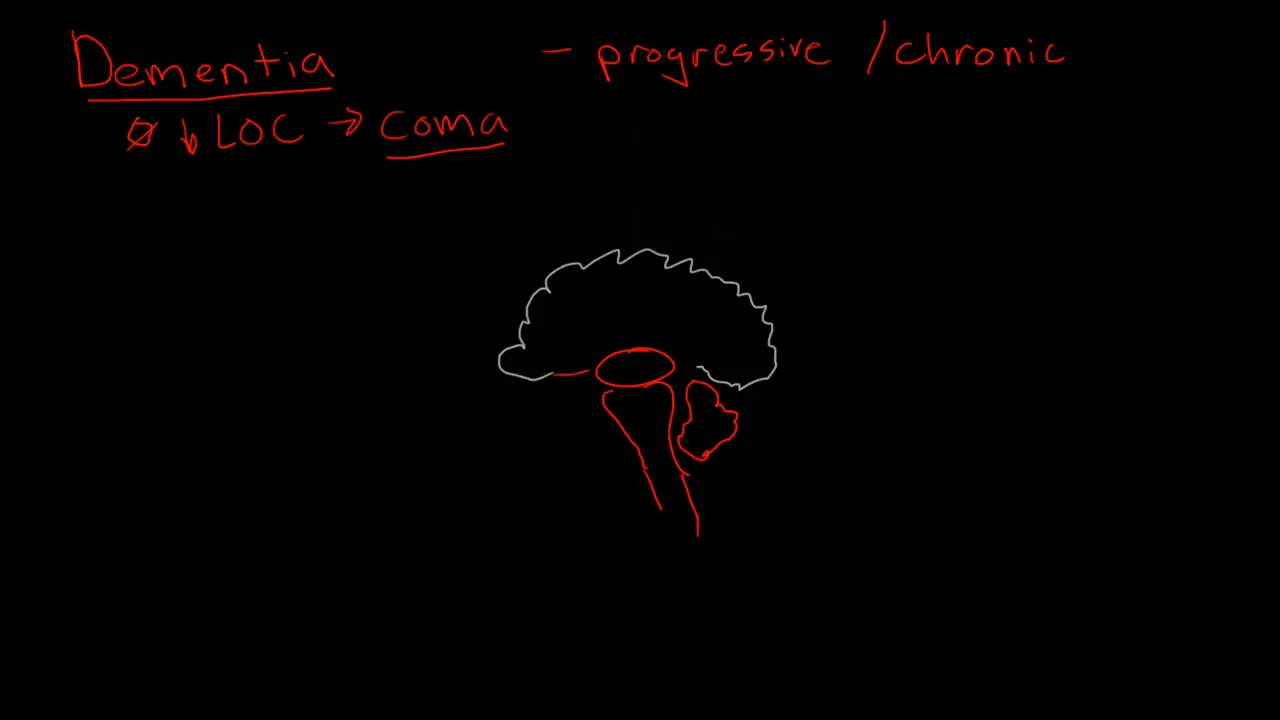 Dementia
- progressive / chronic
∅ ↓ LOC → coma